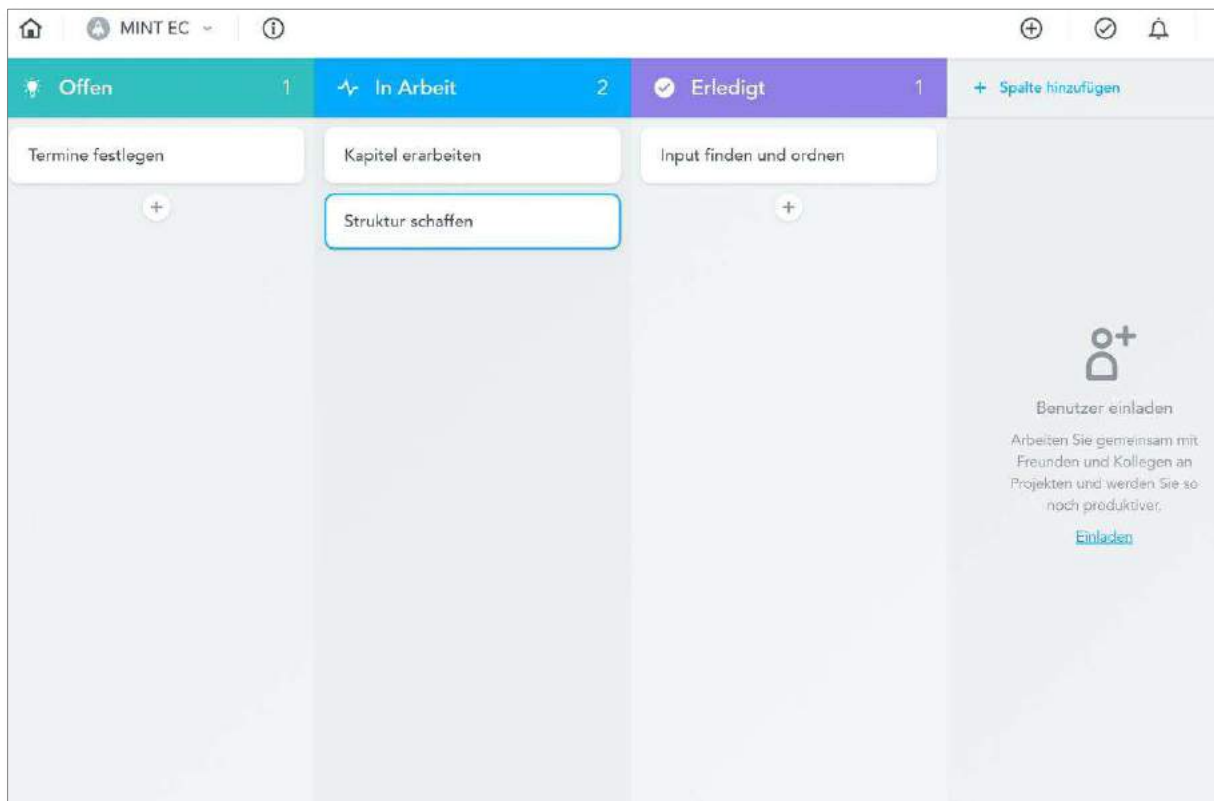 MINT EC
Offen 1
In Arbeit 2
Erledigt 1
+ Spalte hinzufügen
Termine festlegen
Kapitel erarbeiten
Input finden und ordnen
Struktur schaffen
Benutzer einladen
Arbeiten Sie gemeinsam mit
Freunden und Kollegen an
Projekten und werden Sie so
noch produktiver.
Einladen